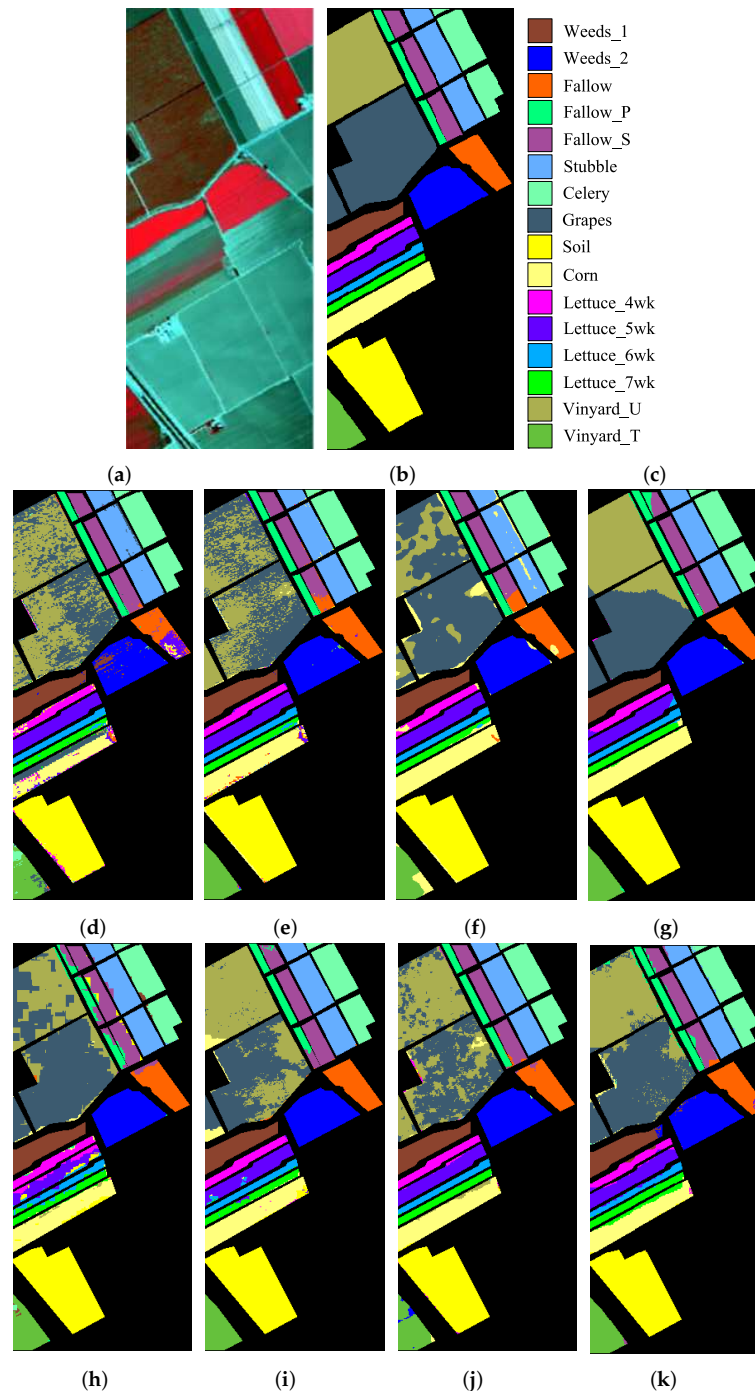 Weeds_1
Weeds_2
Fallow
Fallow_P
Fallow_S
Stubble
Celery
Grapes
Soil
Corn
Lettuce_4wk
Lettuce_5wk
Lettuce_6wk
Lettuce_7wk
Vinyard_U
Vinyard_T
(a) (b) (c)
(d) (e) (f) (g)
(h) (i) (j) (k)